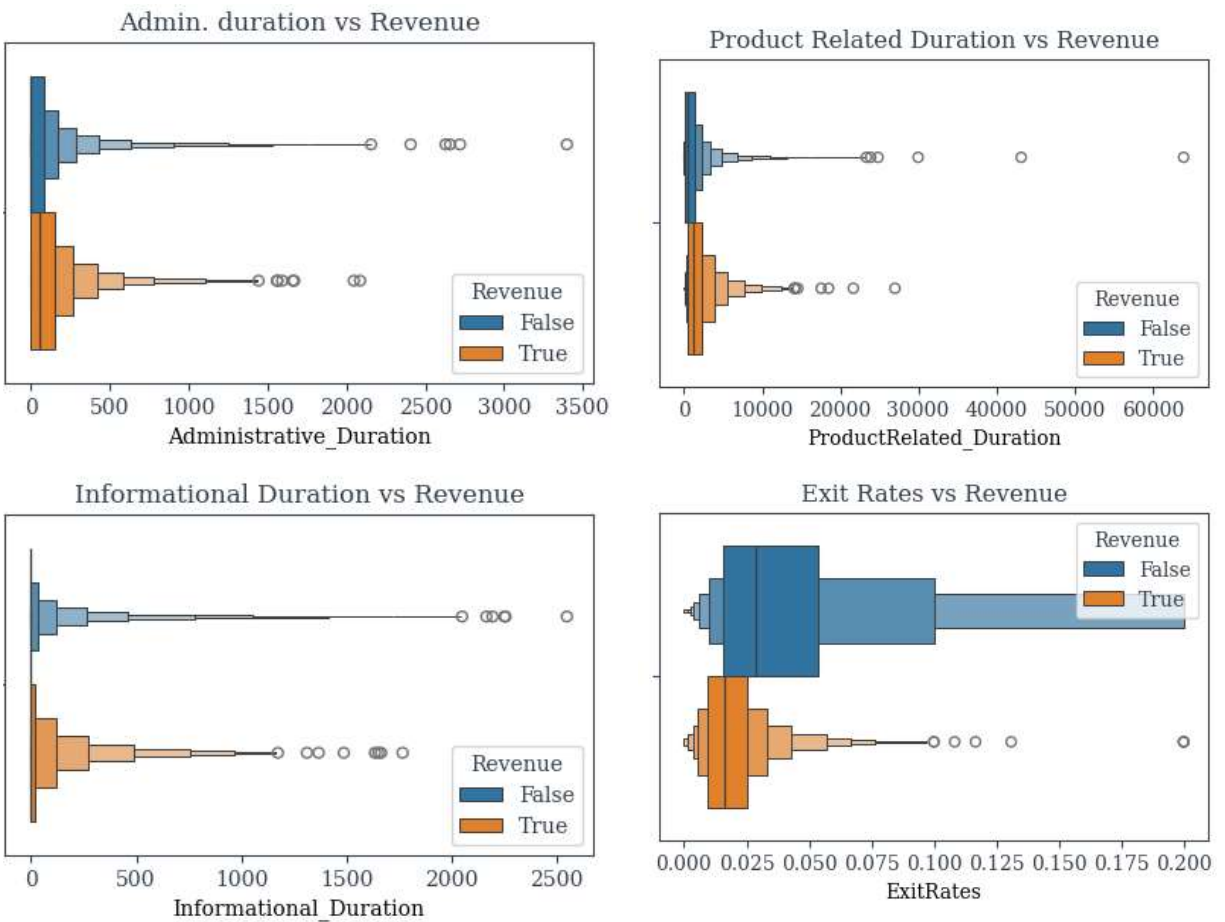 Admin. duration vs Revenue
Revenue
False
True
0 500 1000 1500 2000 2500 3000 3500
Administrative_Duration
Product Related Duration vs Revenue
Revenue
False
True
0 10000 20000 30000 40000 50000 60000
ProductRelated_Duration
Informational Duration vs Revenue
Revenue
False
True
0 500 1000 1500 2000 2500
Informational_Duration
Exit Rates vs Revenue
Revenue
False
True
0.000 0.025 0.050 0.075 0.100 0.125 0.150 0.175 0.200
ExitRates